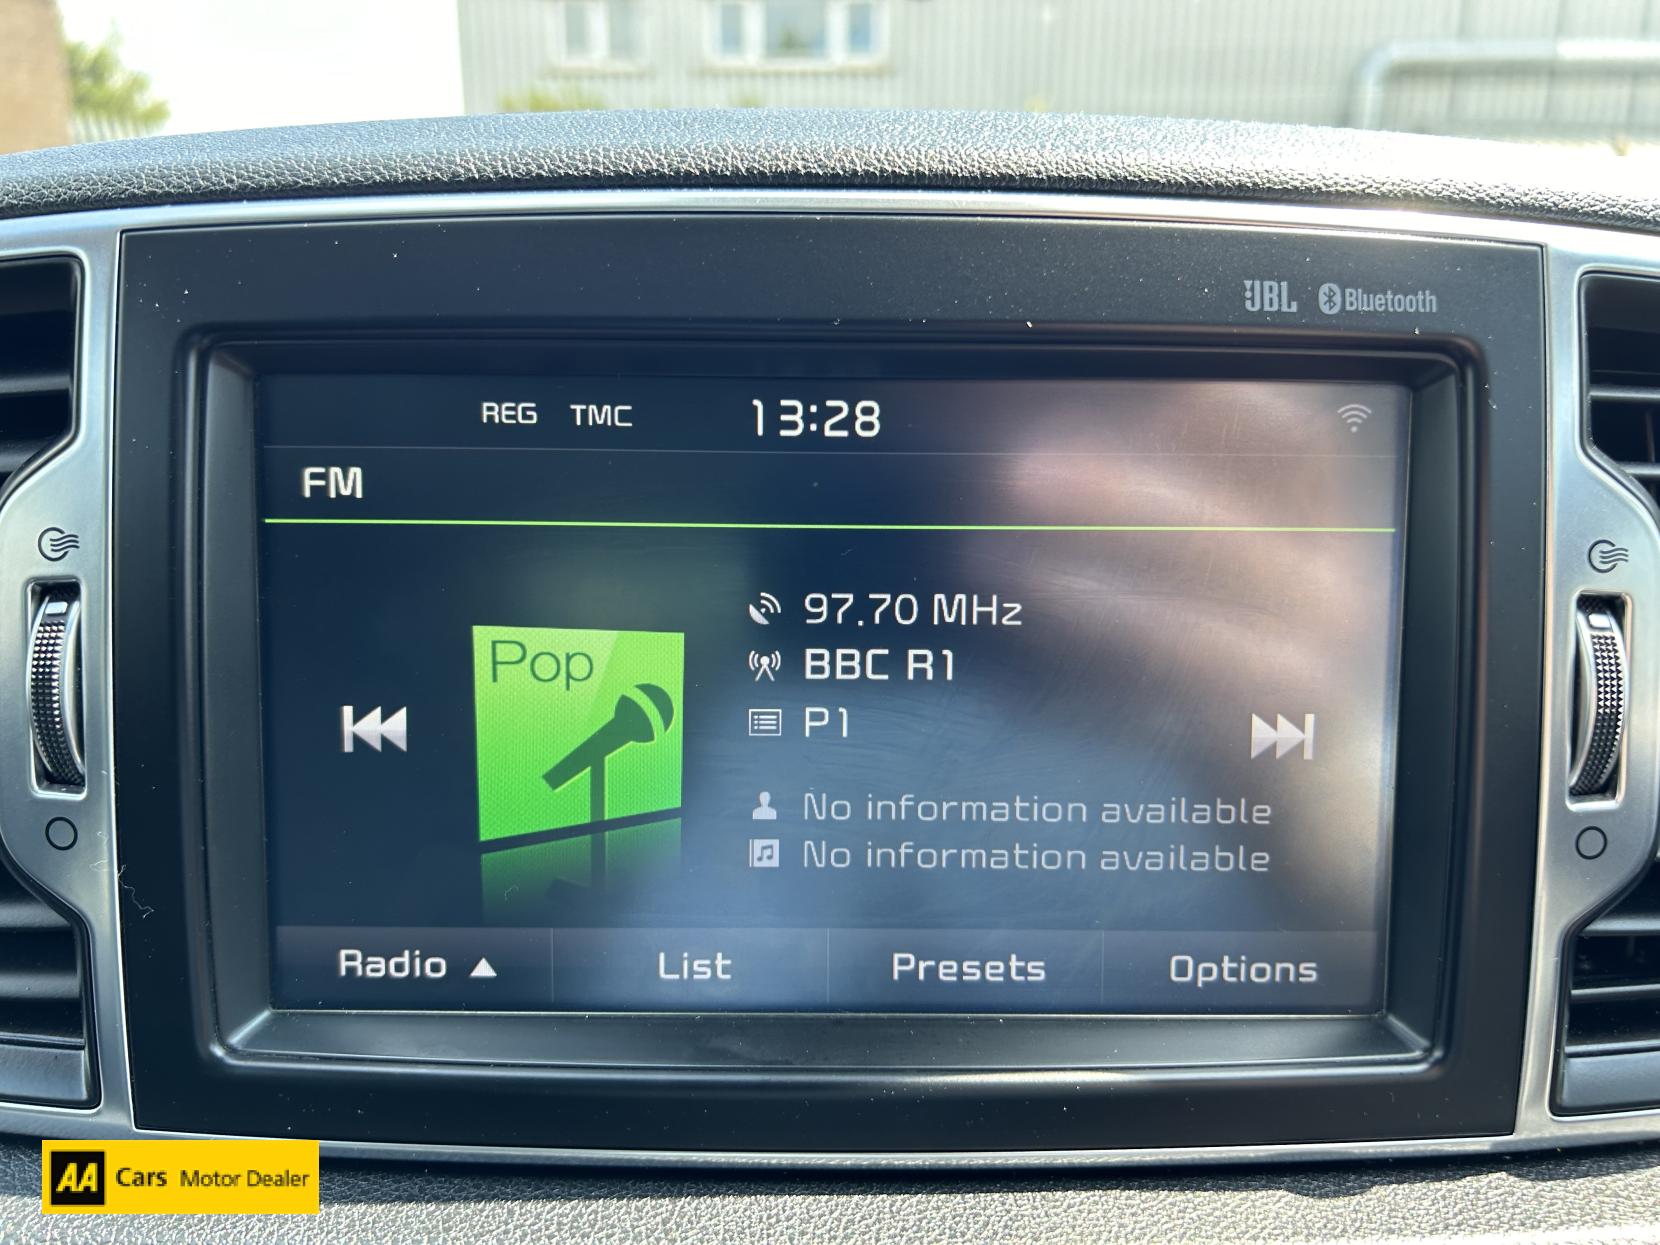 JBL Bluetooth
REG TMC 13:28
FM
97.70 MHz
Pop
BBC R1
P1
No information available
No information available
Radio List Presets Options
AA Cars Motor Dealer